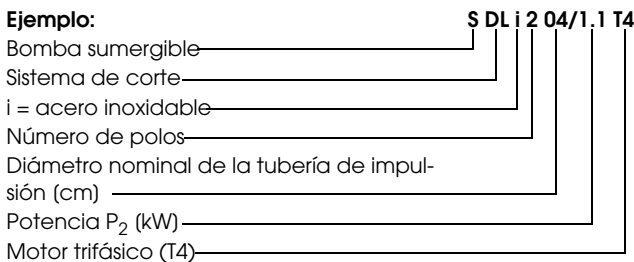 Ejemplo: S DL i 2 04/1.1 T4
Bomba sumergible
Sistema de corte
i = acero inoxidable
Número de polos
Diámetro nominal de la tubería de impul-
sión (cm)
Potencia P₂ (kW)
Motor trifásico (T4)